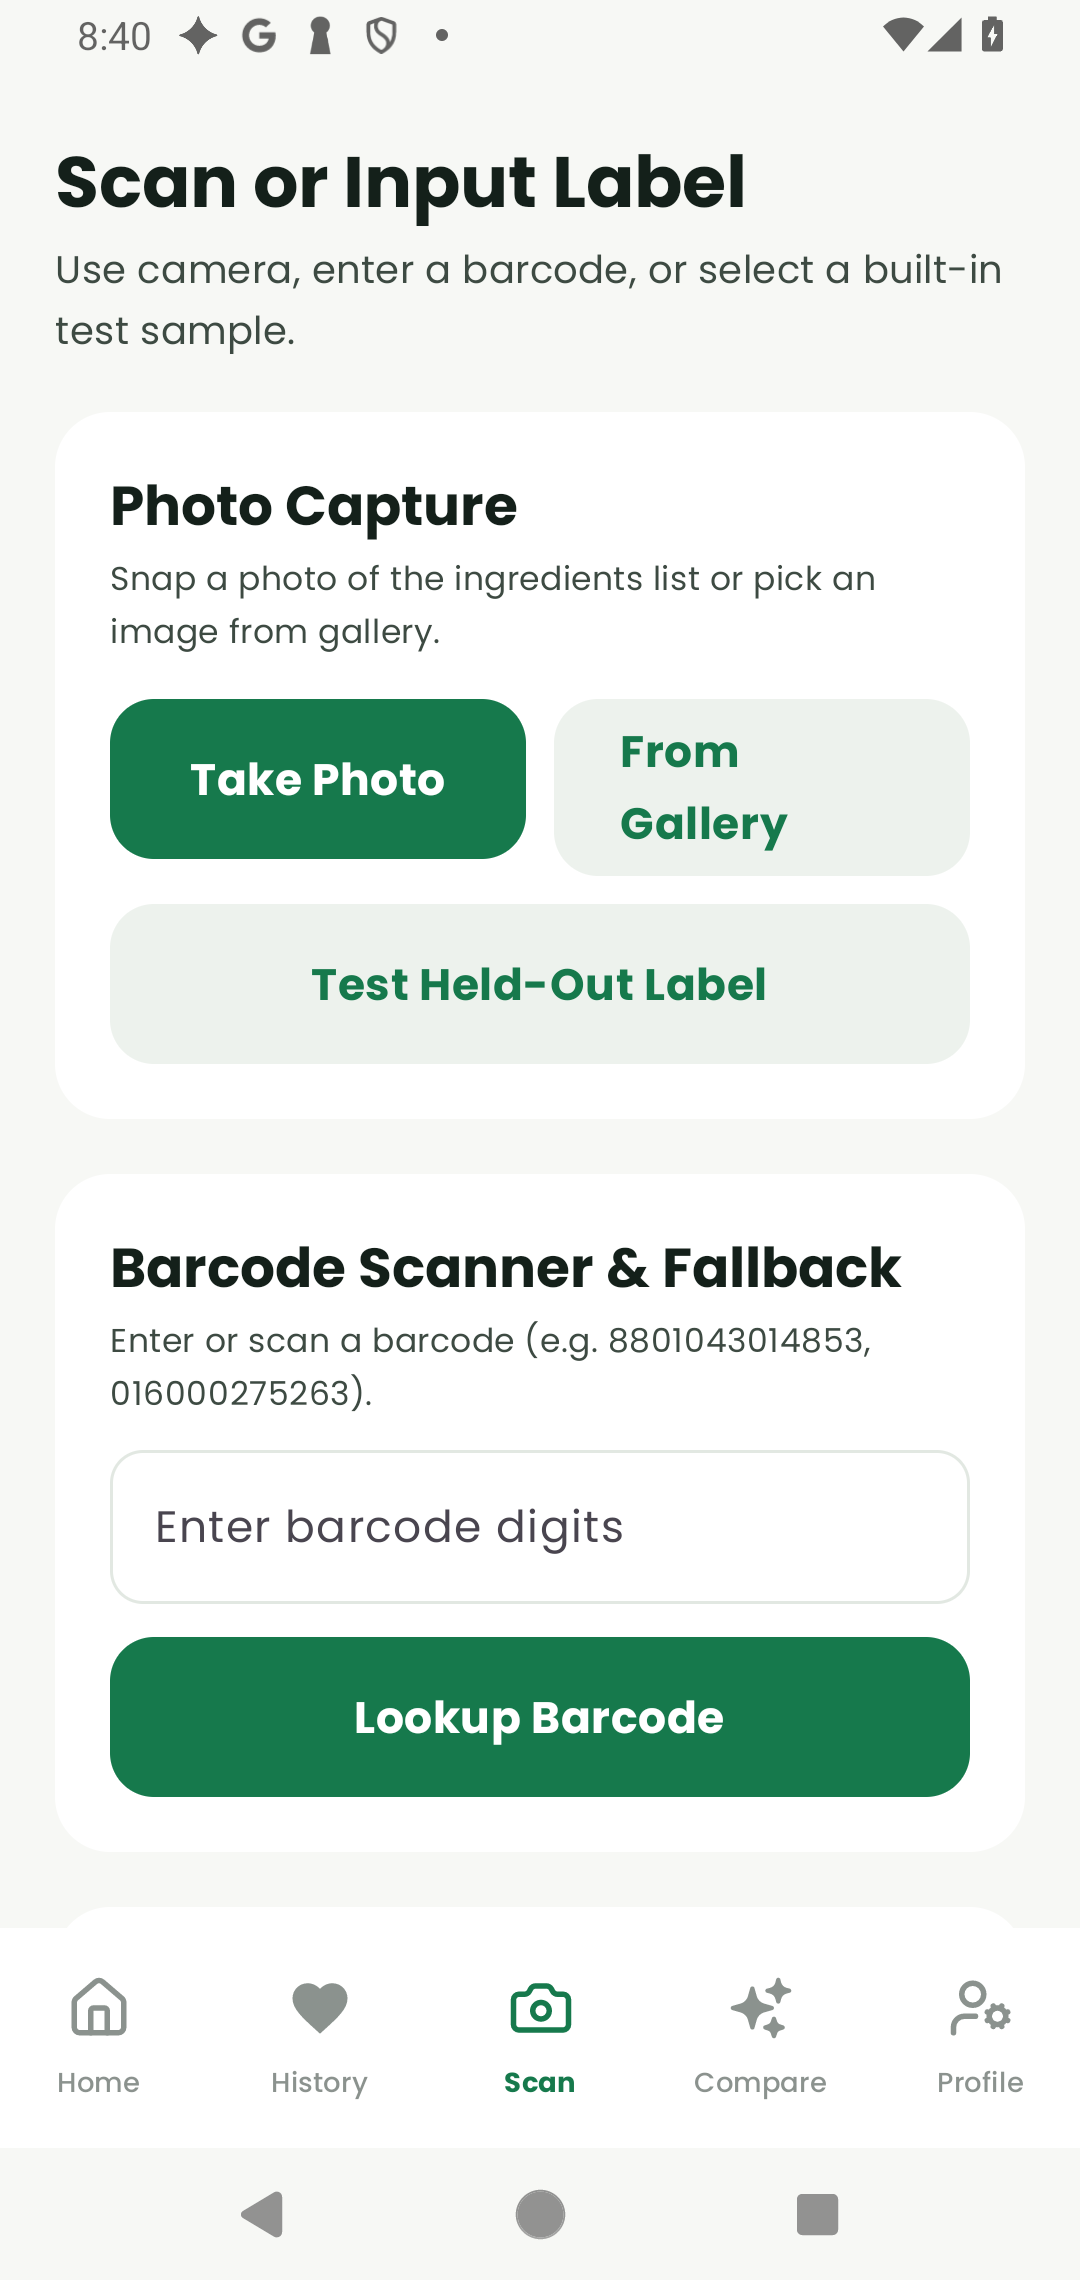 8:40
Scan or Input Label
Use camera, enter a barcode, or select a built-in
test sample.
Photo Capture
Snap a photo of the ingredients list or pick an
image from gallery.
Take Photo
From
Gallery
Test Held-Out Label
Barcode Scanner & Fallback
Enter or scan a barcode (e.g. 8801043014853,
016000275263).
Enter barcode digits
Lookup Barcode
Home
History
Scan
Compare
Profile